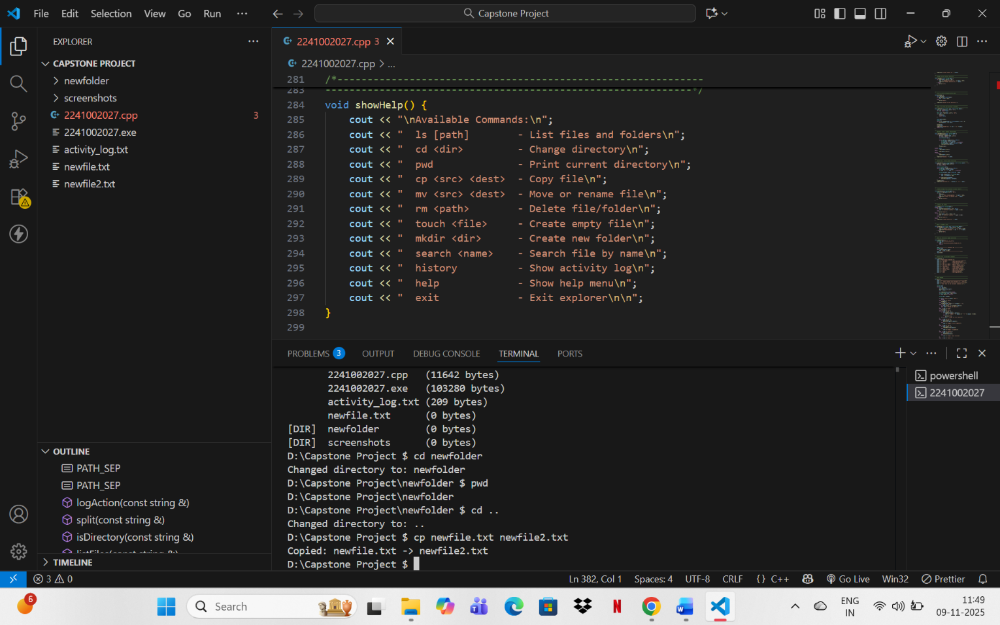 File Edit Selection View Go Run ···
Capstone Project
EXPLORER
CAPSTONE PROJECT
newfolder
screenshots
2241002027.cpp 3
2241002027.exe
activity_log.txt
newfile.txt
newfile2.txt
OUTLINE
PATH_SEP
PATH_SEP
logAction(const string &)
split(const string &)
isDirectory(const string &)
listFiles(const string &)
TIMELINE
2241002027.cpp 3
2241002027.cpp > ...
281 /*-----------------------------------------------------------
283 -----------------------------------------------------------*/
284 void showHelp() {
285 cout << "\nAvailable Commands:\n";
286 cout << "  ls [path]        - List files and folders\n";
287 cout << "  cd <dir>         - Change directory\n";
288 cout << "  pwd              - Print current directory\n";
289 cout << "  cp <src> <dest>  - Copy file\n";
290 cout << "  mv <src> <dest>  - Move or rename file\n";
291 cout << "  rm <path>        - Delete file/folder\n";
292 cout << "  touch <file>     - Create empty file\n";
293 cout << "  mkdir <dir>      - Create new folder\n";
294 cout << "  search <name>    - Search file by name\n";
295 cout << "  history          - Show activity log\n";
296 cout << "  help             - Show help menu\n";
297 cout << "  exit             - Exit explorer\n\n";
298 }
299
PROBLEMS 3 OUTPUT DEBUG CONSOLE TERMINAL PORTS
2241002027.cpp (11642 bytes)
2241002027.exe (103280 bytes)
activity_log.txt (209 bytes)
newfile.txt (0 bytes)
[DIR] newfolder (0 bytes)
[DIR] screenshots (0 bytes)
D:\Capstone Project $ cd newfolder
Changed directory to: newfolder
D:\Capstone Project\newfolder $ pwd
D:\Capstone Project\newfolder
D:\Capstone Project\newfolder $ cd ..
Changed directory to: ..
D:\Capstone Project $ cp newfile.txt newfile2.txt
Copied: newfile.txt -> newfile2.txt
D:\Capstone Project $
powershell
2241002027
3 0
Ln 382, Col 1 Spaces: 4 UTF-8 CRLF {} C++ Go Live Win32 Prettier
6
Search
ENG
IN
11:49
09-11-2025